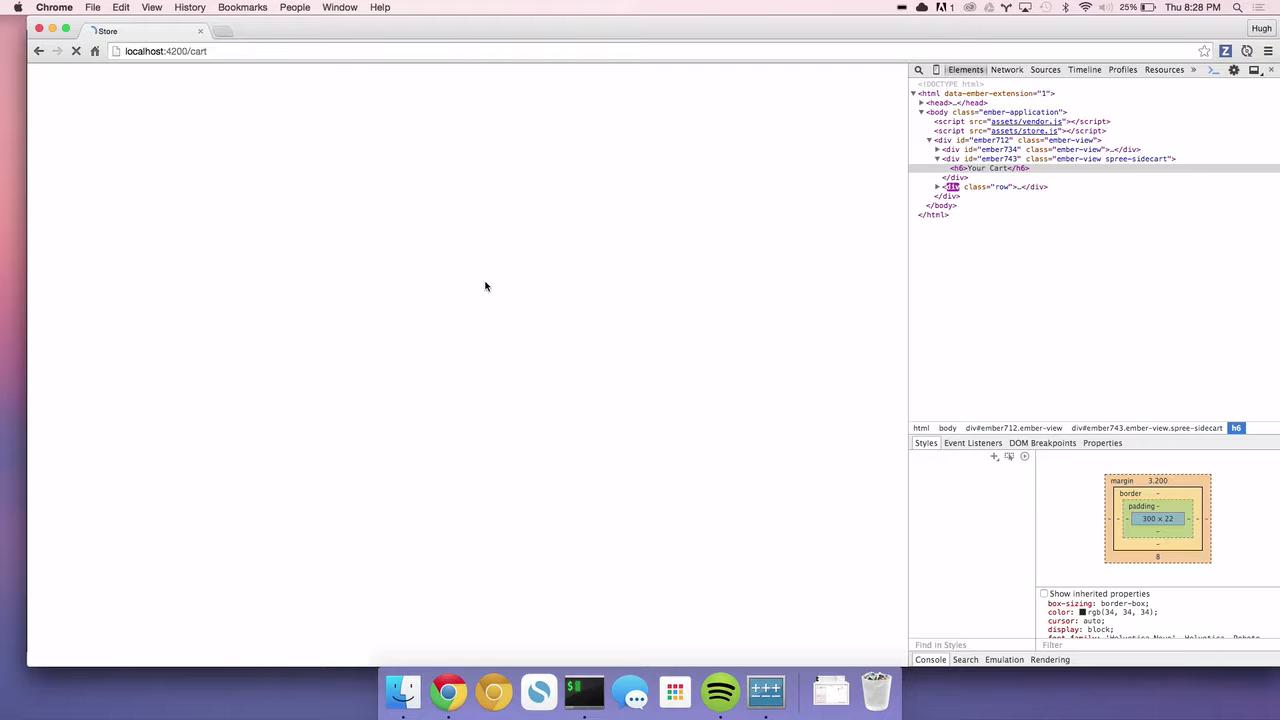 Chrome File Edit View History Bookmarks People Window Help 1 25% Thu 8:28 PM
Store Hugh
localhost:4200/cart Z
Elements Network Sources Timeline Profiles Resources »
<!DOCTYPE html>
<html data-ember-extension="1">
<head>…</head>
<body class="ember-application">
<script src="assets/vendor.js"></script>
<script src="assets/store.js"></script>
<div id="ember712" class="ember-view">
<div id="ember734" class="ember-view">…</div>
<div id="ember743" class="ember-view spree-sidecart">
<h6>Your Cart</h6>
</div>
<div class="row">…</div>
</div>
</body>
</html>
html body div#ember712.ember-view div#ember743.ember-view.spree-sidecart h6
Styles Event Listeners DOM Breakpoints Properties
margin 3.200
border -
padding -
- - - 300 × 22 - - -
-
-
8
Show inherited properties
box-sizing: border-box;
color: rgb(34, 34, 34);
cursor: auto;
display: block;
Find in Styles Filter
Console Search Emulation Rendering